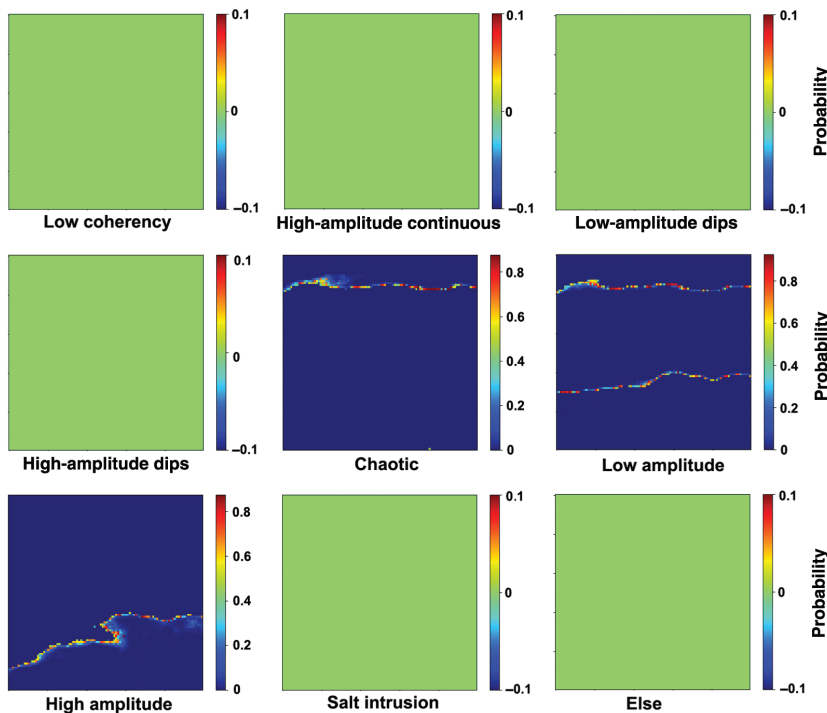 0.1
0
−0.1
Low coherency
0.1
0
−0.1
High-amplitude continuous
0.1
0
−0.1
Probability
Low-amplitude dips
0.1
0
−0.1
High-amplitude dips
0.8
0.6
0.4
0.2
0
Chaotic
0.8
0.6
0.4
0.2
0
Probability
Low amplitude
0.8
0.6
0.4
0.2
0
High amplitude
0.1
0
−0.1
Salt intrusion
0.1
0
−0.1
Probability
Else